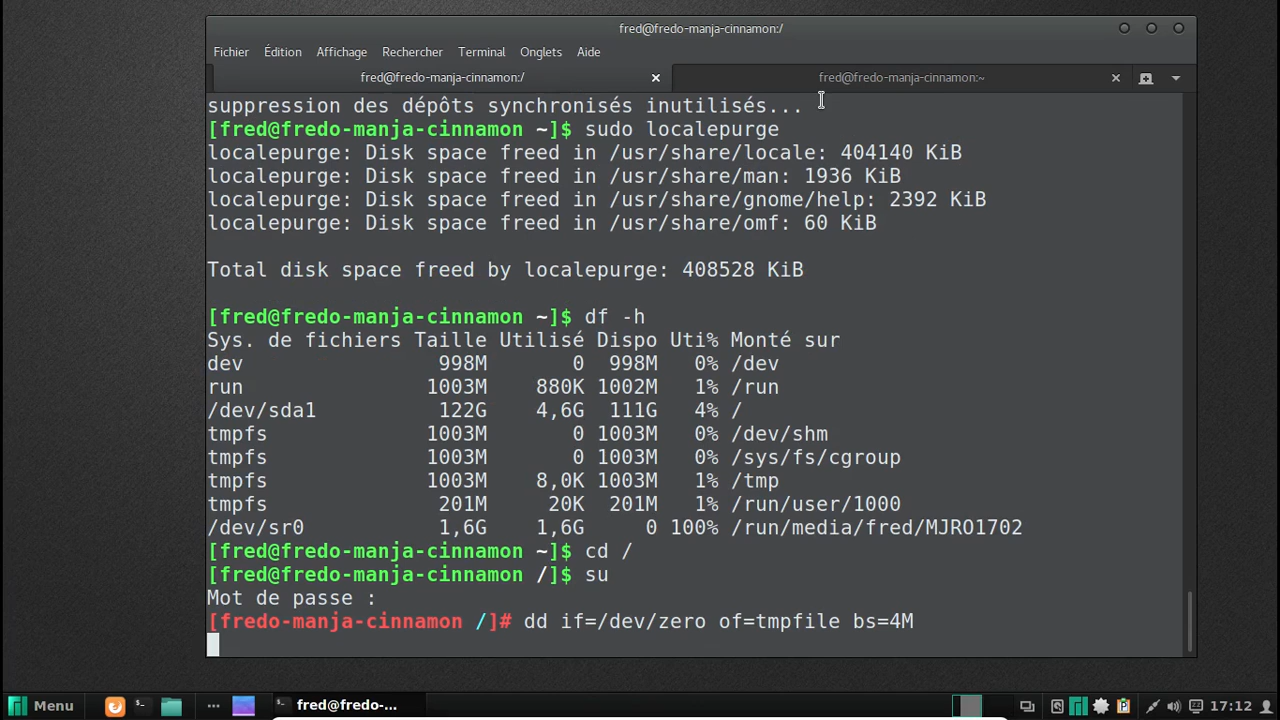 fred@fredo-manja-cinnamon:/
Fichier Édition Affichage Rechercher Terminal Onglets Aide
fred@fredo-manja-cinnamon:/ fred@fredo-manja-cinnamon:~
suppression des dépôts synchronisés inutilisés...
[fred@fredo-manja-cinnamon ~]$ sudo localepurge
localepurge: Disk space freed in /usr/share/locale: 404140 KiB
localepurge: Disk space freed in /usr/share/man: 1936 KiB
localepurge: Disk space freed in /usr/share/gnome/help: 2392 KiB
localepurge: Disk space freed in /usr/share/omf: 60 KiB
Total disk space freed by localepurge: 408528 KiB
[fred@fredo-manja-cinnamon ~]$ df -h
Sys. de fichiers Taille Utilisé Dispo Uti% Monté sur
dev 998M 0 998M 0% /dev
run 1003M 880K 1002M 1% /run
/dev/sda1 122G 4,6G 111G 4% /
tmpfs 1003M 0 1003M 0% /dev/shm
tmpfs 1003M 0 1003M 0% /sys/fs/cgroup
tmpfs 1003M 8,0K 1003M 1% /tmp
tmpfs 201M 20K 201M 1% /run/user/1000
/dev/sr0 1,6G 1,6G 0 100% /run/media/fred/MJRO1702
[fred@fredo-manja-cinnamon ~]$ cd /
[fred@fredo-manja-cinnamon /]$ su
Mot de passe :
[fredo-manja-cinnamon /]# dd if=/dev/zero of=tmpfile bs=4M
Menu fred@fredo-... 17:12